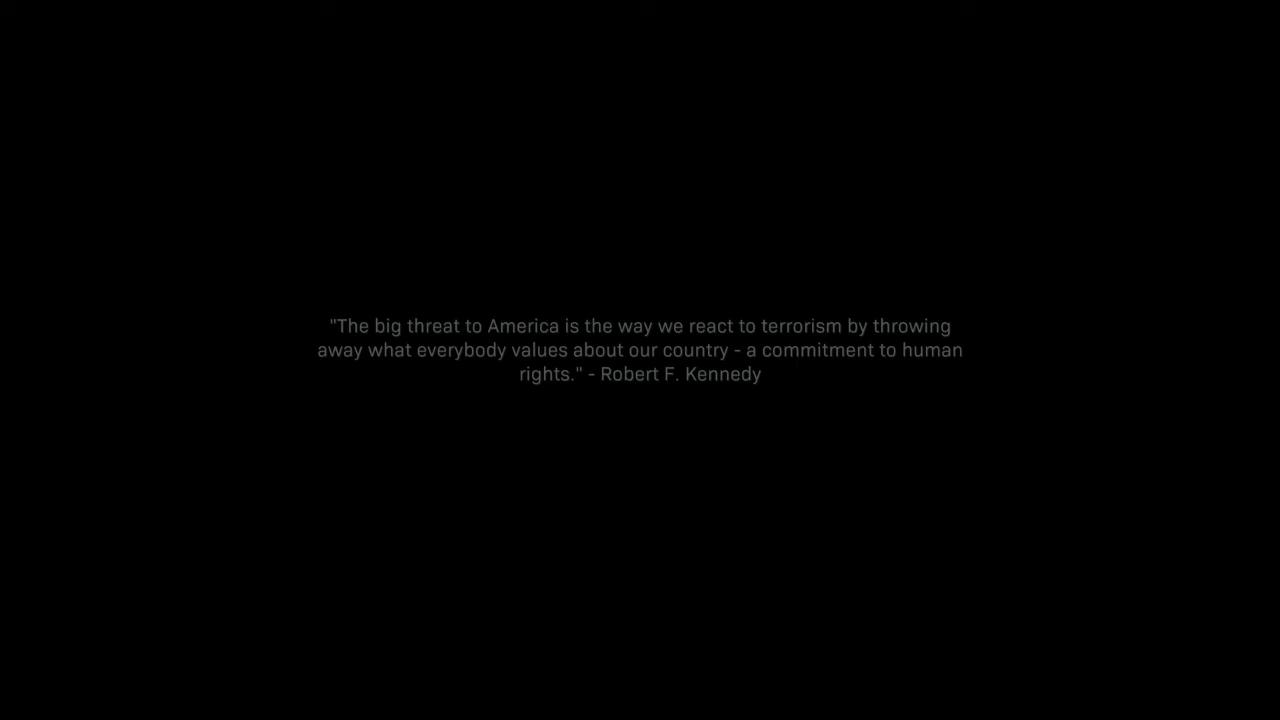 "The big threat to America is the way we react to terrorism by throwing
away what everybody values about our country - a commitment to human
rights." - Robert F. Kennedy